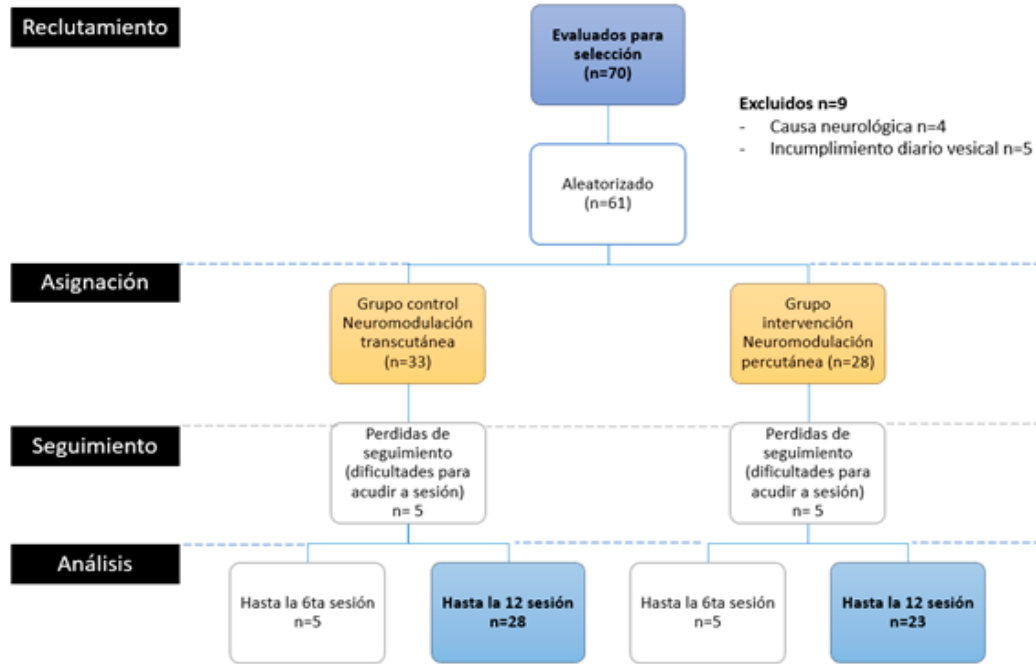 Reclutamiento
Evaluados para
selección
(n=70)
Excluidos n=9
- Causa neurológica n=4
- Incumplimiento diario vesical n=5
Aleatorizado
(n=61)
Asignación
Grupo control
Neuromodulación
transcutánea
(n=33)
Grupo
intervención
Neuromodulación
percutánea (n=28)
Seguimiento
Perdidas de
seguimiento
(dificultades para
acudir a sesión)
n= 5
Perdidas de
seguimiento
(dificultades para
acudir a sesión)
n= 5
Análisis
Hasta la 6ta sesión
n=5
Hasta la 12 sesión
n=28
Hasta la 6ta sesión
n=5
Hasta la 12 sesión
n=23